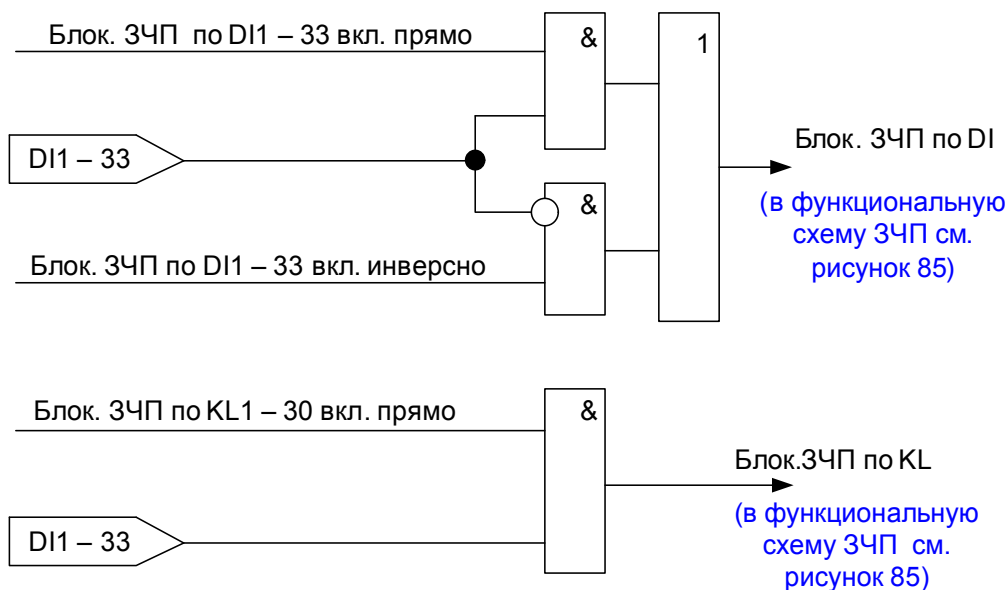 Блок. ЗЧП по DI1 – 33 вкл. прямо
&
1
DI1 – 33
Блок. ЗЧП по DI
(в функциональную
схему ЗЧП см.
рисунок 85)
&
Блок. ЗЧП по DI1 – 33 вкл. инверсно
Блок. ЗЧП по KL1 – 30 вкл. прямо
&
Блок.ЗЧП по KL
(в функциональную
схему ЗЧП см.
рисунок 85)
DI1 – 33